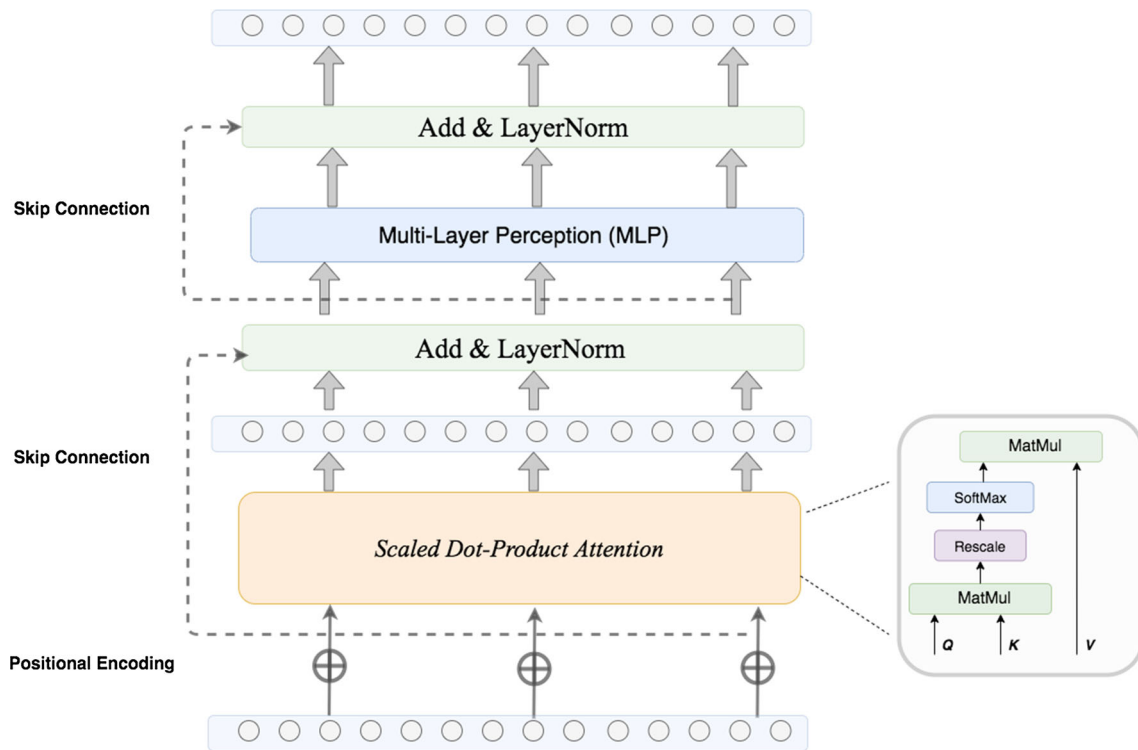 Add & LayerNorm
Skip Connection
Multi-Layer Perception (MLP)
Add & LayerNorm
Skip Connection
Scaled Dot-Product Attention
Positional Encoding
MatMul
SoftMax
Rescale
MatMul
Q K V